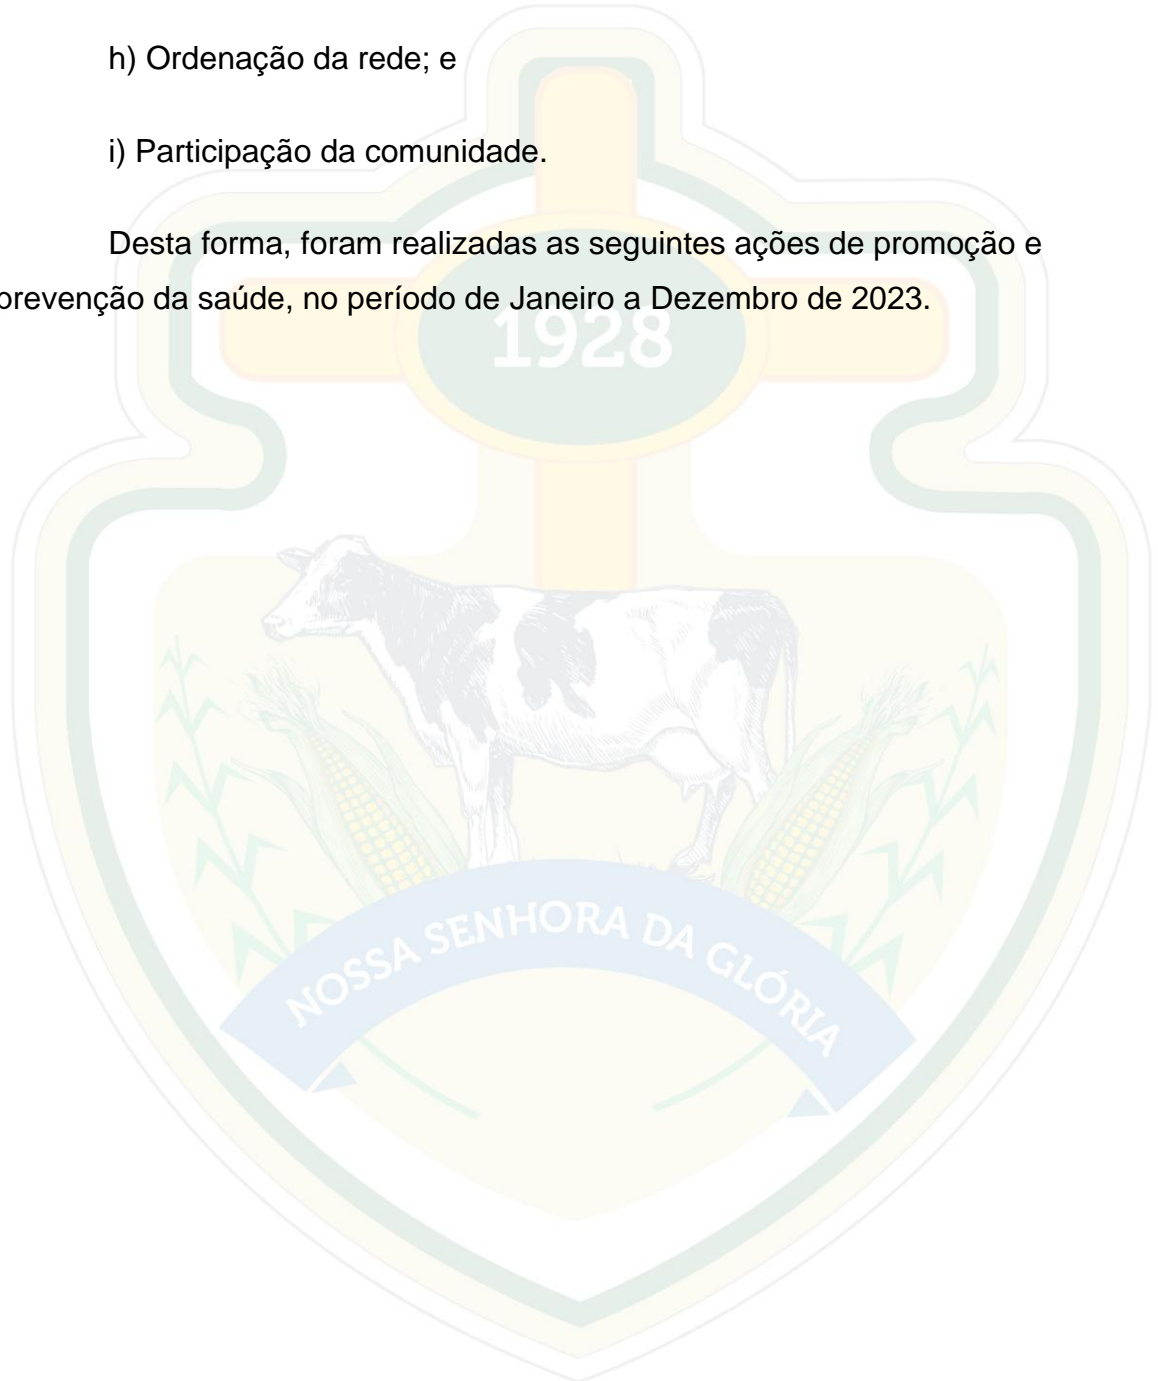 h) Ordenação da rede; e
i) Participação da comunidade.
Desta forma, foram realizadas as seguintes ações de promoção e
prevenção da saúde, no período de Janeiro a Dezembro de 2023.
1928
NOSSA SENHORA DA GLÓRIA